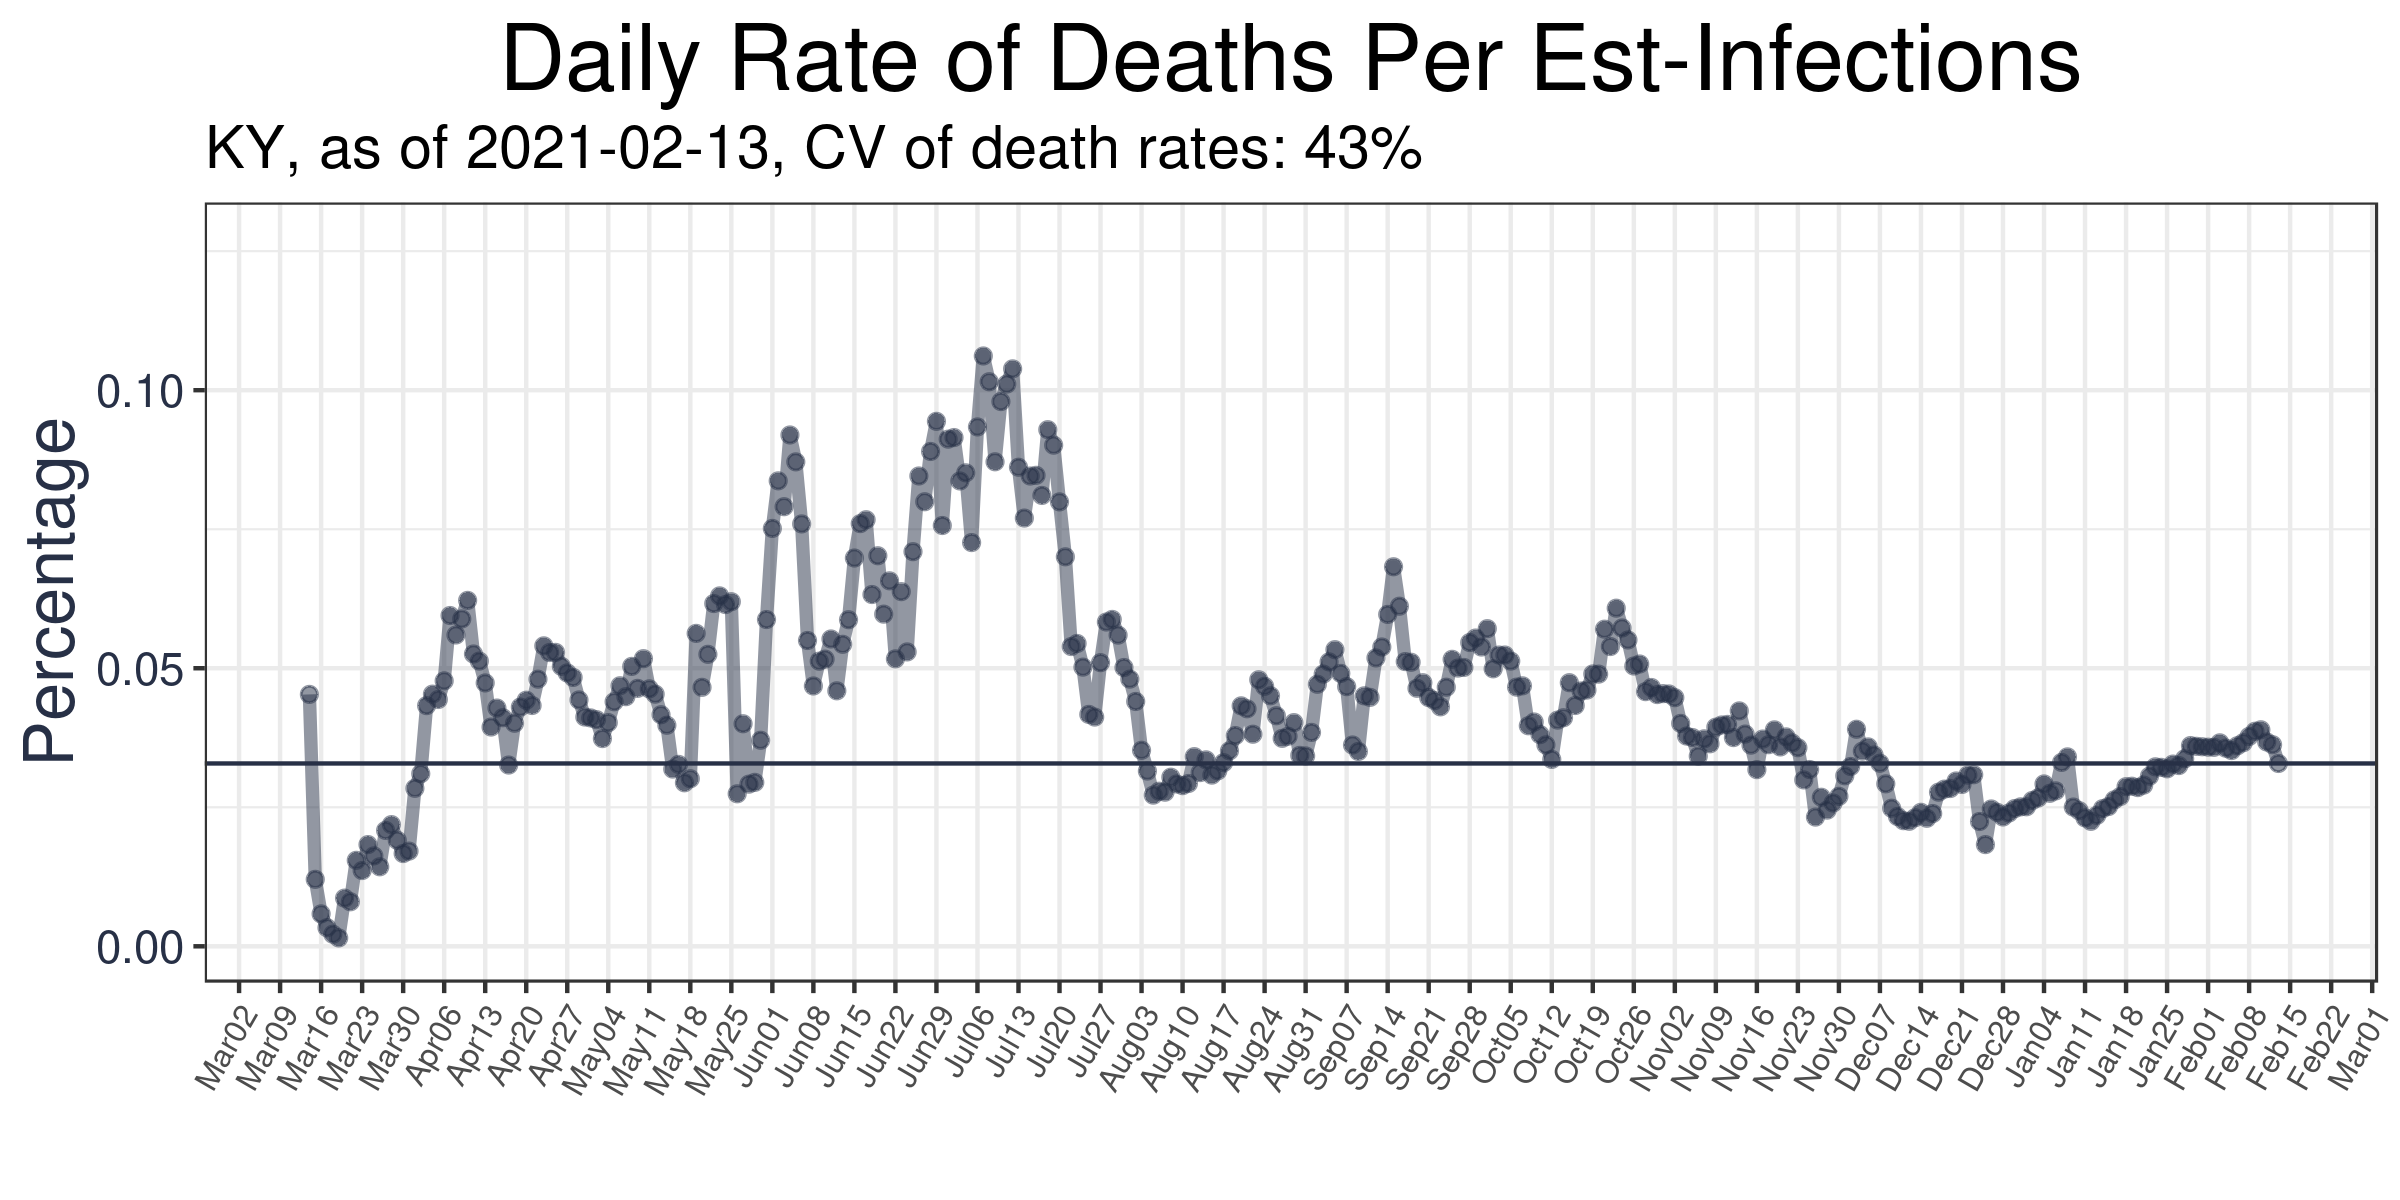 Daily Rate of Deaths Per Est-Infections
KY, as of 2021-02-13, CV of death rates: 43%
Percentage
0.10
0.05
0.00
Mar02
Mar09
Mar16
Mar23
Mar30
Apr06
Apr13
Apr20
Apr27
May04
May11
May18
May25
Jun01
Jun08
Jun15
Jun22
Jun29
Jul06
Jul13
Jul20
Jul27
Aug03
Aug10
Aug17
Aug24
Aug31
Sep07
Sep14
Sep21
Sep28
Oct05
Oct12
Oct19
Oct26
Nov02
Nov09
Nov16
Nov23
Nov30
Dec07
Dec14
Dec21
Dec28
Jan04
Jan11
Jan18
Jan25
Feb01
Feb08
Feb15
Feb22
Mar01